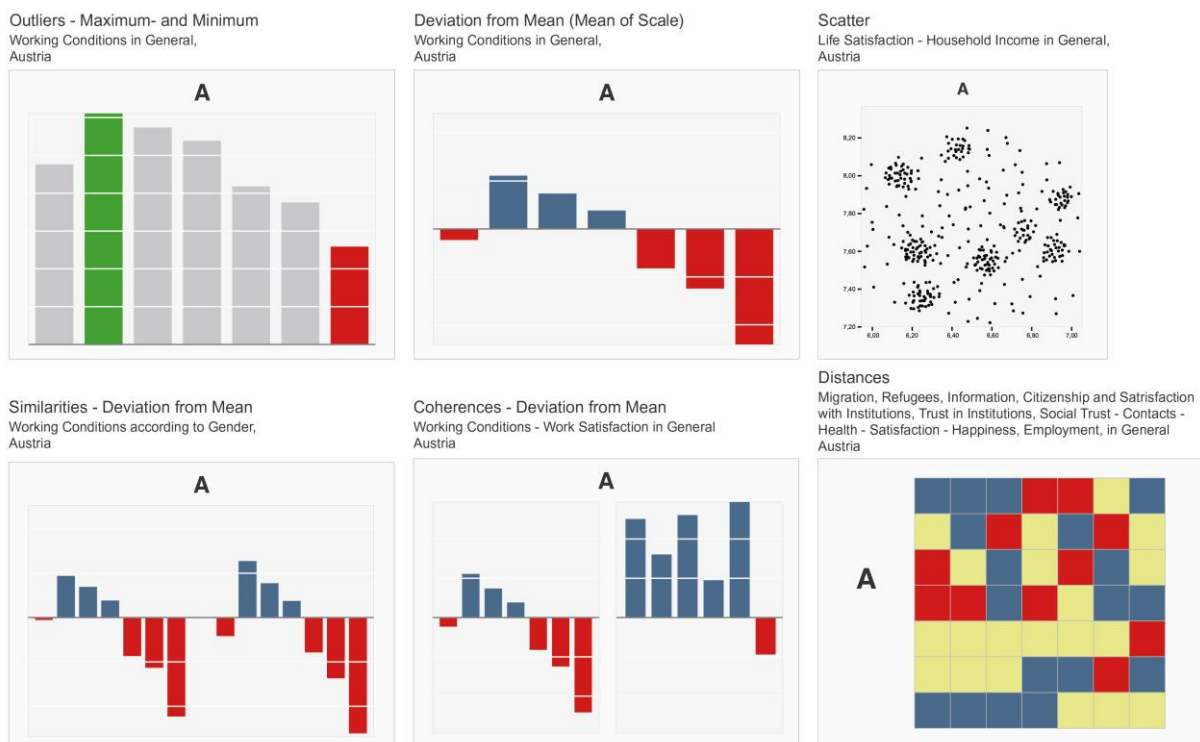 Outliers - Maximum- and Minimum
Working Conditions in General,
Austria
A
Deviation from Mean (Mean of Scale)
Working Conditions in General,
Austria
A
Scatter
Life Satisfaction - Household Income in General,
Austria
A
8,20
8,00
7,80
7,60
7,40
7,20
6,00
6,20
6,40
6,60
6,80
7,00
Similarities - Deviation from Mean
Working Conditions according to Gender,
Austria
A
Coherences - Deviation from Mean
Working Conditions - Work Satisfaction in General
Austria
A
Distances
Migration, Refugees, Information, Citizenship and Satrisfaction
with Institutions, Trust in Institutions, Social Trust - Contacts -
Health - Satisfaction - Happiness, Employment, in General
Austria
A